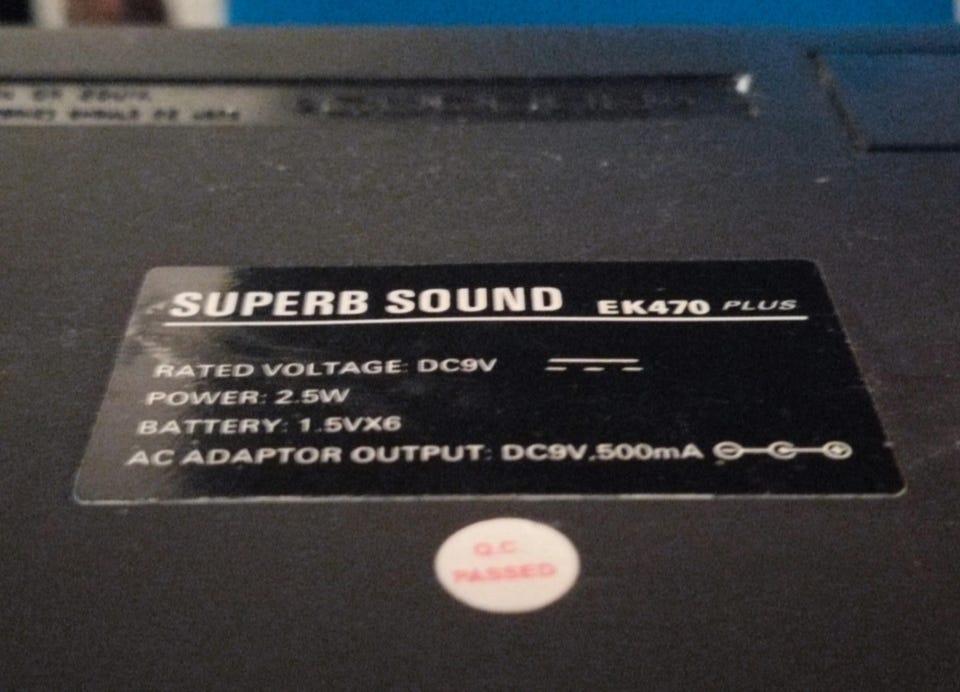 SUPERB SOUND EK470 PLUS
RATED VOLTAGE: DC9V
POWER: 2.5W
BATTERY: 1.5VX6
AC ADAPTOR OUTPUT: DC9V,500mA
Q.C.
PASSED